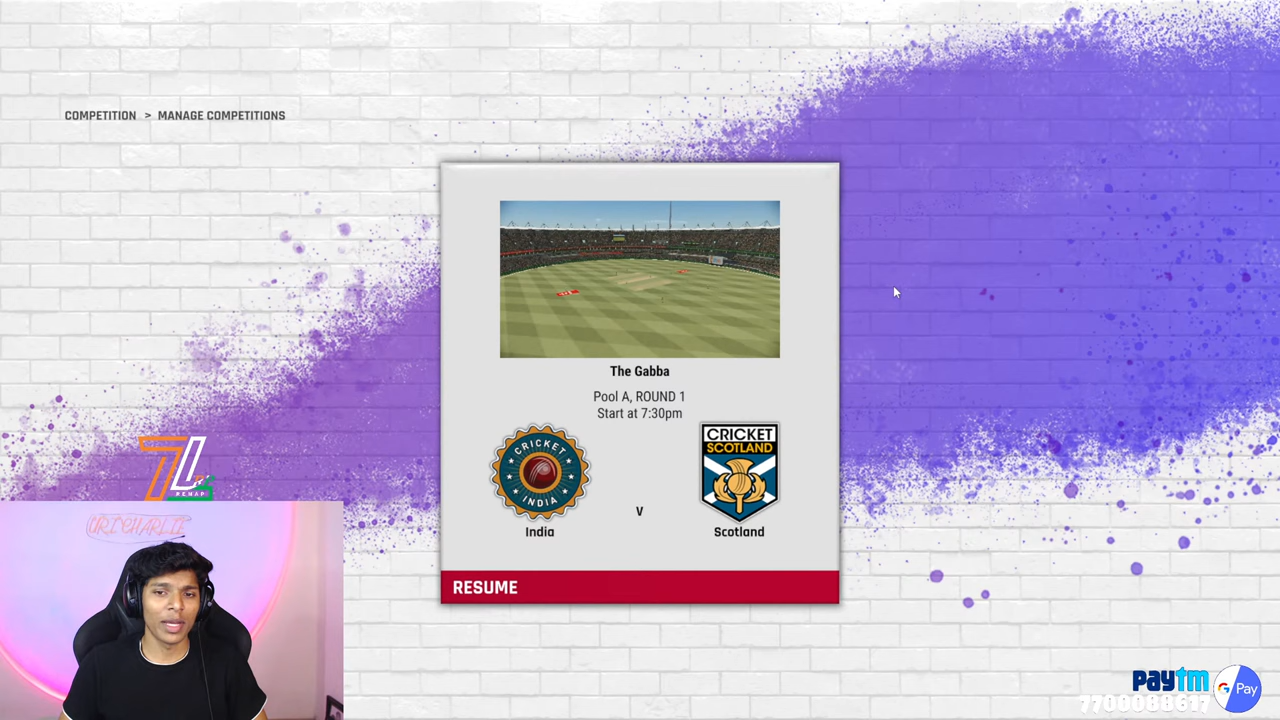 COMPETITION > MANAGE COMPETITIONS
The Gabba
Pool A, ROUND 1
Start at 7:30pm
CRICKET
INDIA
CRICKET
SCOTLAND
V
India
Scotland
RESUME
REMAP
paytm
G Pay